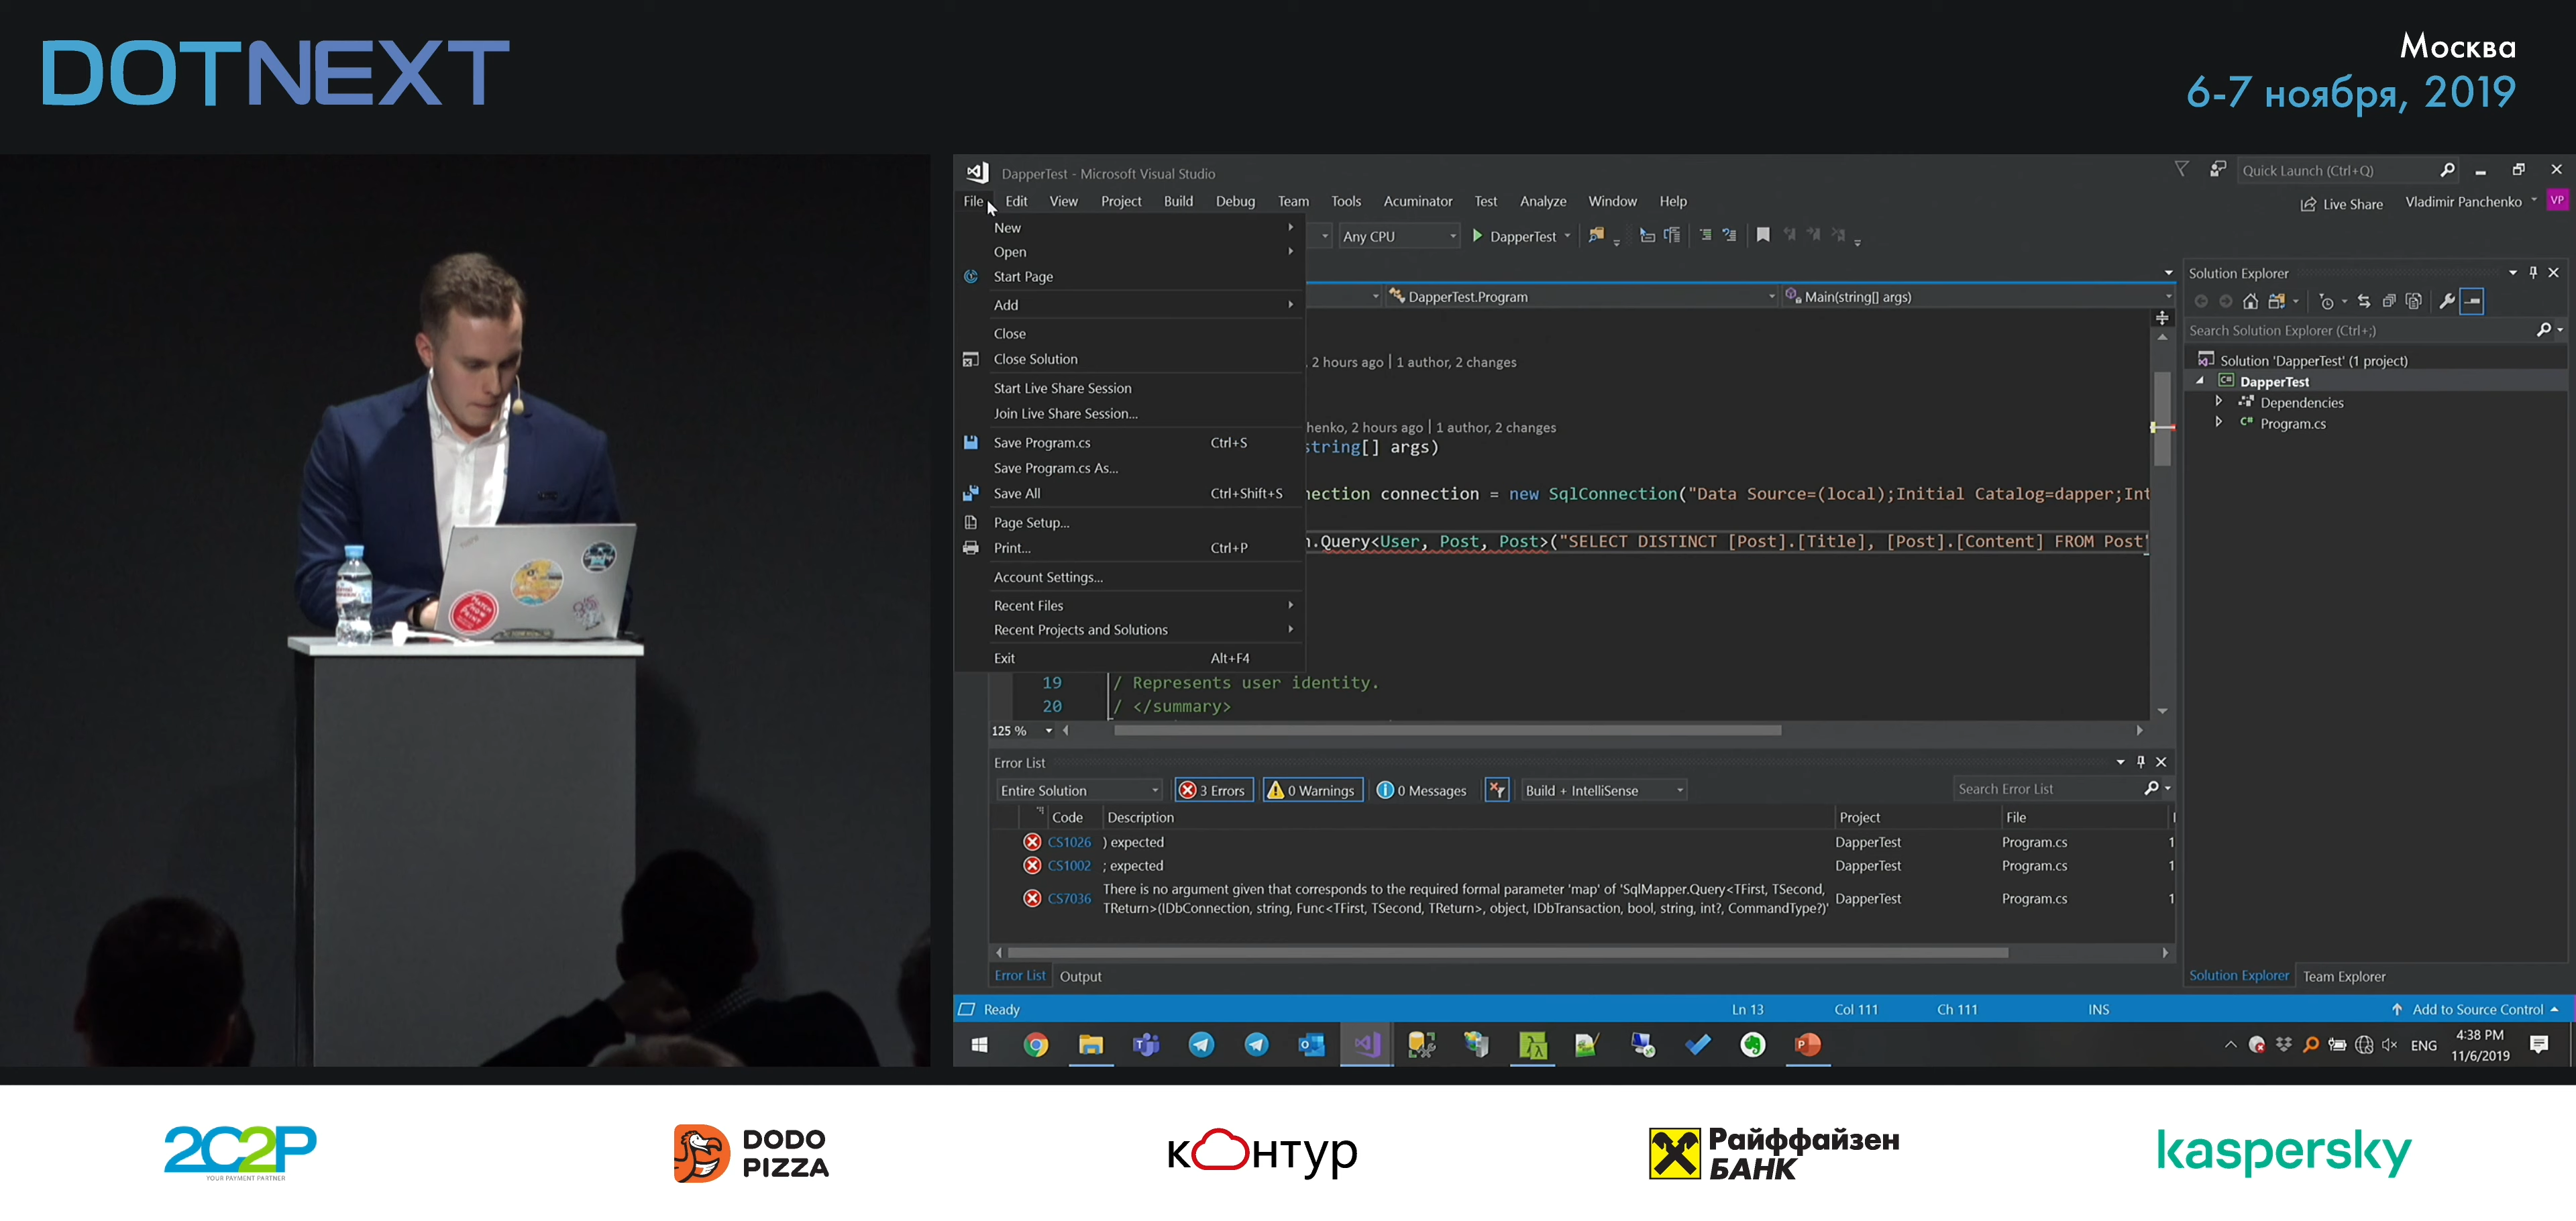 DOTNEXT
Москва
6-7 ноября, 2019
DapperTest - Microsoft Visual Studio
Quick Launch (Ctrl+Q)
File Edit View Project Build Debug Team Tools Acuminator Test Analyze Window Help
Live Share Vladimir Panchenko VP
Any CPU DapperTest
New
Open
Start Page
Add
Close
Close Solution
Start Live Share Session
Join Live Share Session...
Save Program.cs Ctrl+S
Save Program.cs As...
Save All Ctrl+Shift+S
Page Setup...
Print... Ctrl+P
Account Settings...
Recent Files
Recent Projects and Solutions
Exit Alt+F4
DapperTest.Program Main(string[] args)
, 2 hours ago | 1 author, 2 changes
henko, 2 hours ago | 1 author, 2 changes
string[] args)
nection connection = new SqlConnection("Data Source=(local);Initial Catalog=dapper;Int
n.Query<User, Post, Post>("SELECT DISTINCT [Post].[Title], [Post].[Content] FROM Post"
19 / Represents user identity.
20 / </summary>
125 %
Solution Explorer
Search Solution Explorer (Ctrl+;)
Solution 'DapperTest' (1 project)
DapperTest
Dependencies
Program.cs
Error List
Entire Solution 3 Errors 0 Warnings 0 Messages Build + IntelliSense Search Error List
Code Description Project File
CS1026 ) expected DapperTest Program.cs 1
CS1002 ; expected DapperTest Program.cs 1
CS7036 There is no argument given that corresponds to the required formal parameter 'map' of 'SqlMapper.Query<TFirst, TSecond, TReturn>(IDbConnection, string, Func<TFirst, TSecond, TReturn>, object, IDbTransaction, bool, string, int?, CommandType?)' DapperTest Program.cs 1
Error List Output
Solution Explorer Team Explorer
Ready Ln 13 Col 111 Ch 111 INS Add to Source Control
ENG 4:38 PM
11/6/2019
2C2P
YOUR PAYMENT PARTNER
DODO
PIZZA
контур
Райффайзен
БАНК
kaspersky